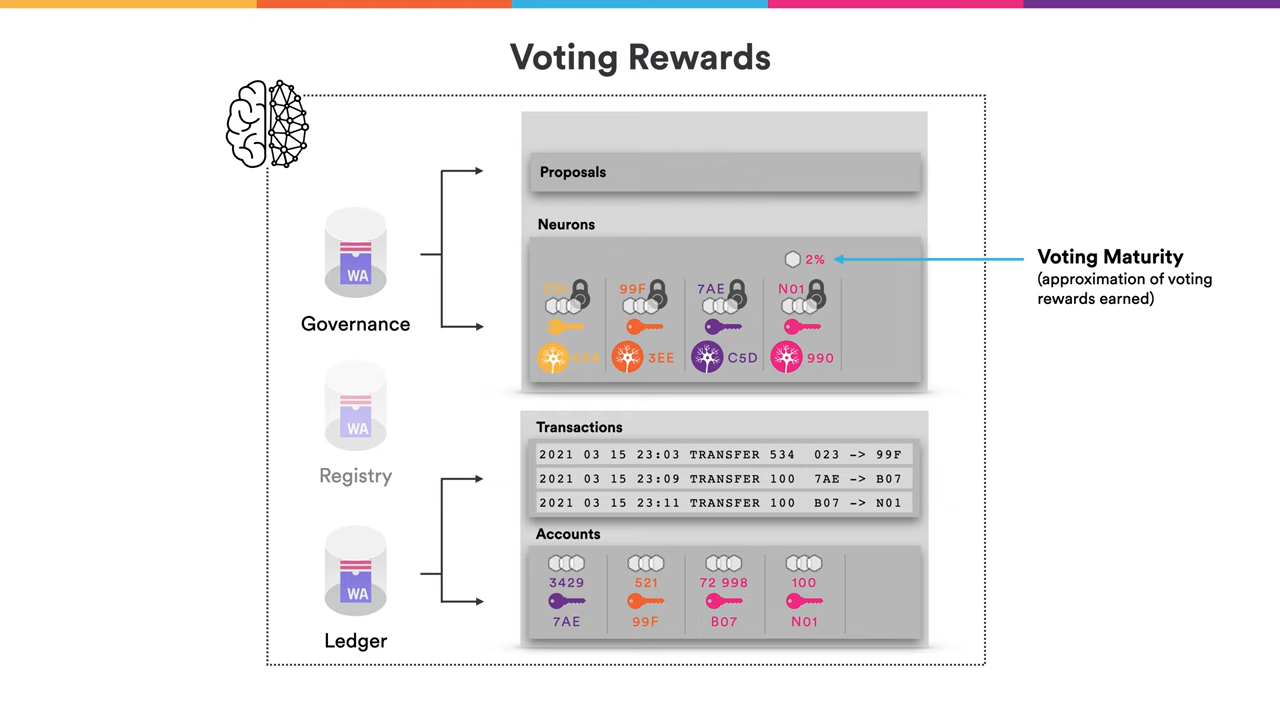 Voting Rewards
Proposals
Neurons
2%
99F
7AE
N01
3EE
C5D
990
Voting Maturity
(approximation of voting
rewards earned)
WA
Governance
WA
Registry
WA
Ledger
Transactions
2021 03 15 23:03 TRANSFER 534 023 -> 99F
2021 03 15 23:09 TRANSFER 100 7AE -> B07
2021 03 15 23:11 TRANSFER 100 B07 -> N01
Accounts
3429
521
72 998
100
7AE
99F
B07
N01